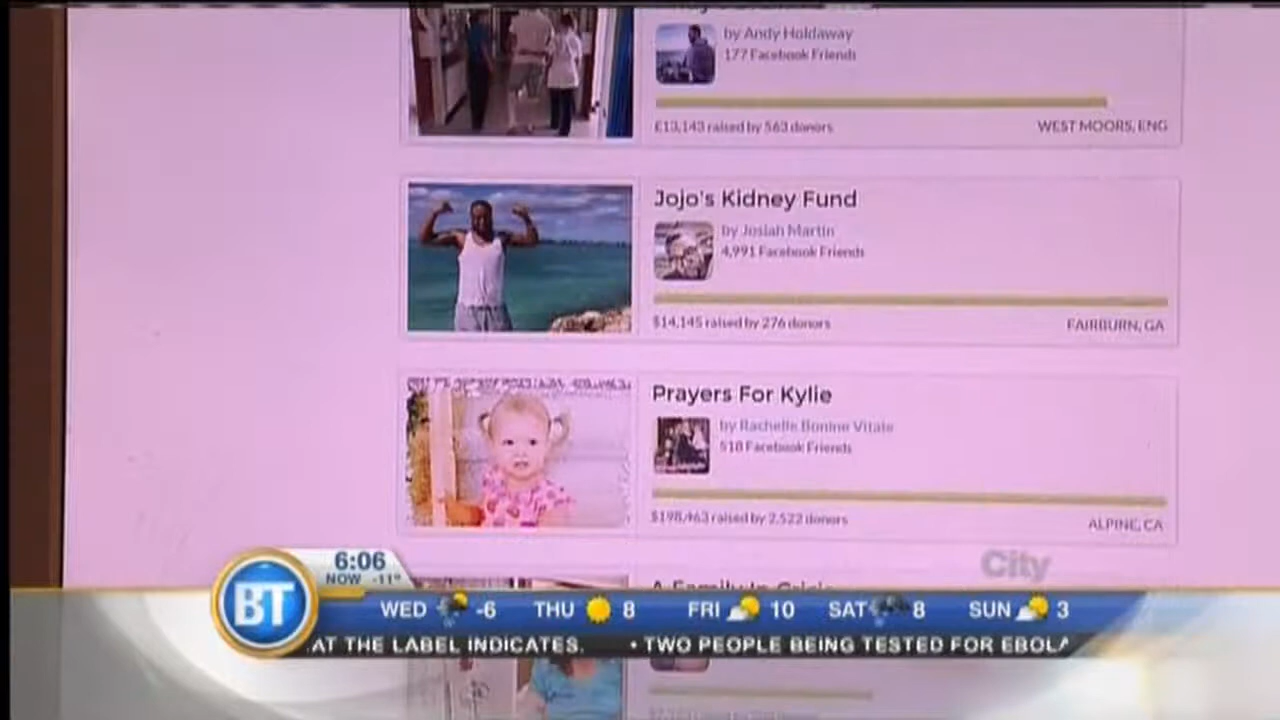 by Andy Holdaway
177 Facebook Friends
£13,143 raised by 563 donors
WEST MOORS, ENG
Jojo's Kidney Fund
by Josiah Martin
4,991 Facebook Friends
$14,145 raised by 276 donors
FAIRBURN, GA
Prayers For Kylie
by Rachelle Bonine Vitale
518 Facebook Friends
$198,463 raised by 2,522 donors
ALPINE, CA
City
A Family In Crisis
6:06
NOW -11°
BT
WED -6 THU 8 FRI 10 SAT 8 SUN 3
AT THE LABEL INDICATES. • TWO PEOPLE BEING TESTED FOR EBOLA